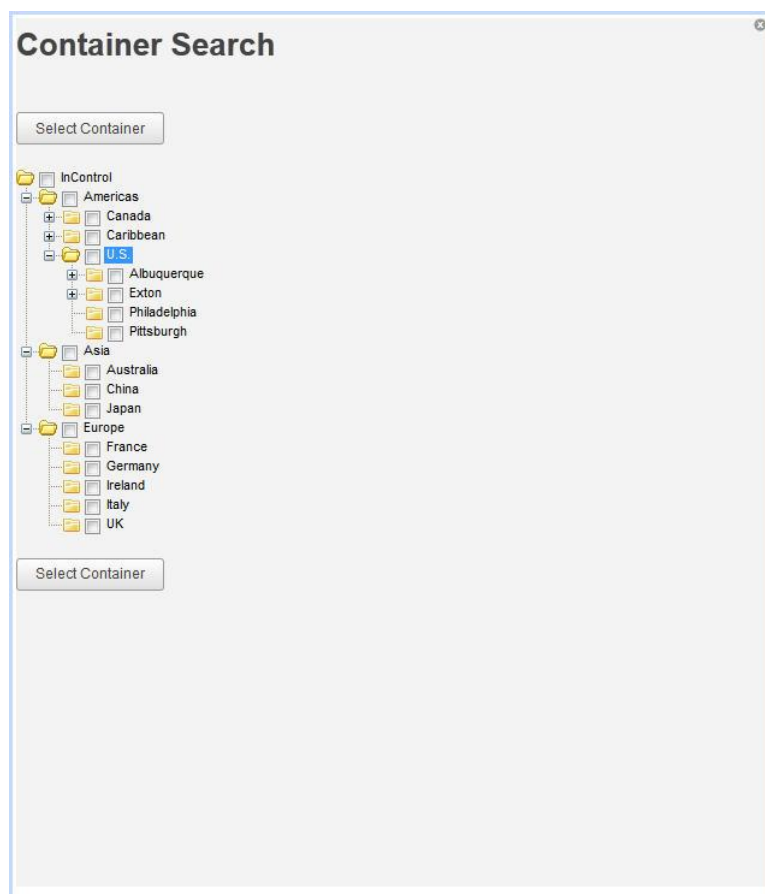 Container Search
Select Container
InControl
Americas
Canada
Caribbean
U.S.
Albuquerque
Exton
Philadelphia
Pittsburgh
Asia
Australia
China
Japan
Europe
France
Germany
Ireland
Italy
UK
Select Container